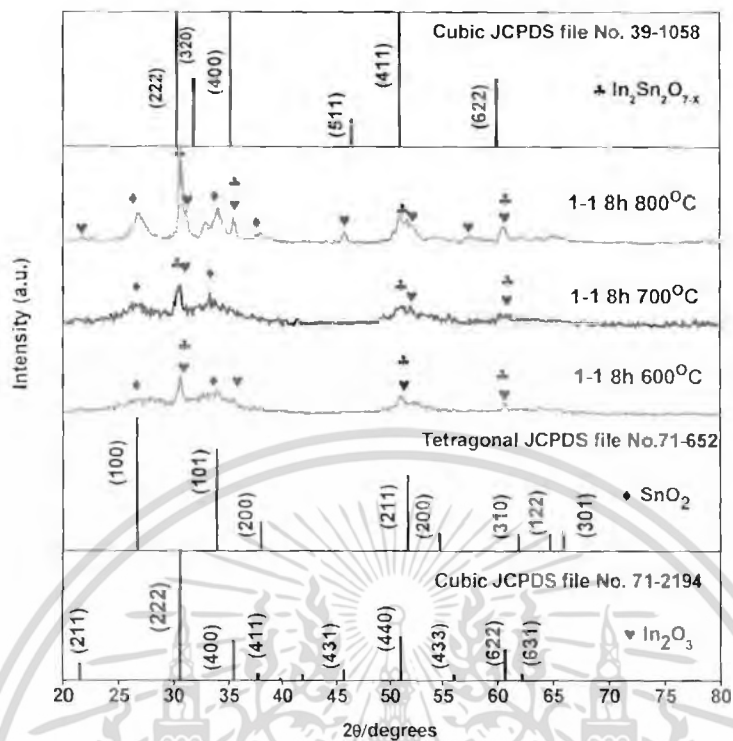 Cubic JCPDS file No. 39-1058
(222)
(320)
(400)
(511)
(411)
(622)
In₂Sn₂O₇₋ₓ
1-1 8h 800°C
1-1 8h 700°C
1-1 8h 600°C
Intensity (a.u.)
Tetragonal JCPDS file No.71-652
(100)
(101)
(200)
(211)
(200)
(310)
(122)
(301)
SnO₂
Cubic JCPDS file No. 71-2194
(211)
(222)
(400)
(411)
(431)
(440)
(433)
(622)
(631)
In₂O₃
20 25 30 35 40 45 50 55 60 65 70 75 80
2θ/degrees